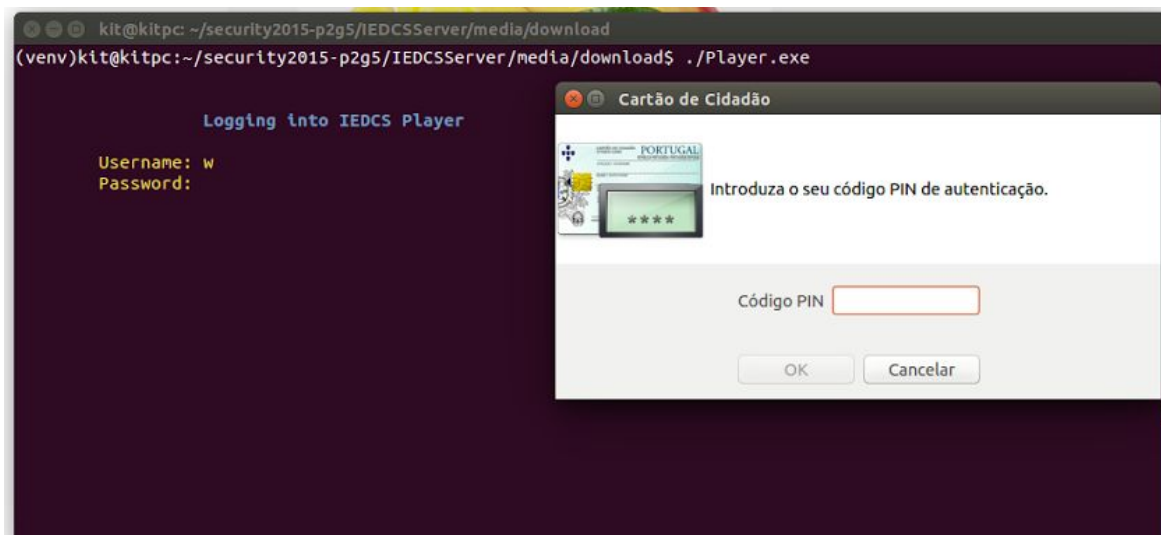 kit@kitpc: ~/security2015-p2g5/IEDCSServer/media/download
(venv)kit@kitpc:~/security2015-p2g5/IEDCSServer/media/download$ ./Player.exe
Logging into IEDCS Player
Username: w
Password:
Cartão de Cidadão
PORTUGAL
****
Introduza o seu código PIN de autenticação.
Código PIN
OK
Cancelar